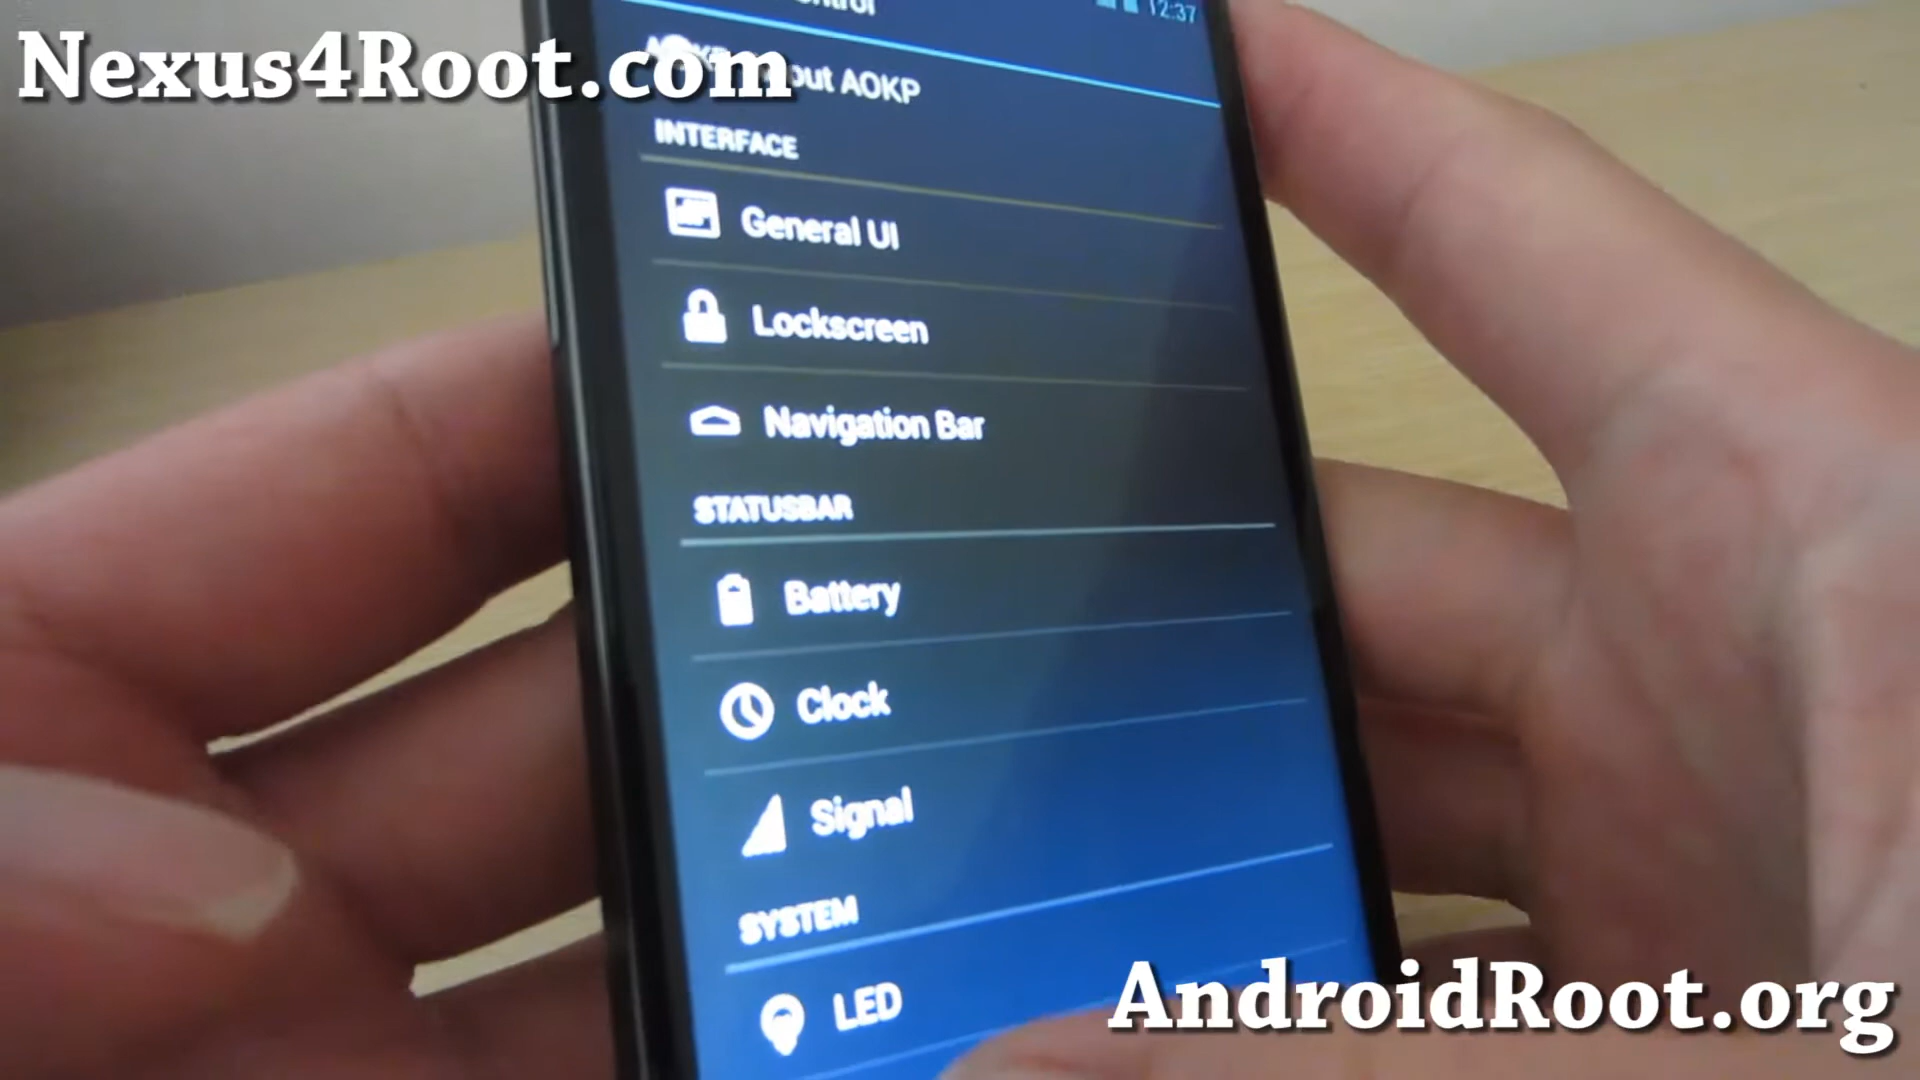 12:37
Nexus4Root.com
AOKP
INTERFACE
General UI
Lockscreen
Navigation Bar
STATUSBAR
Battery
Clock
Signal
SYSTEM
LED
AndroidRoot.org